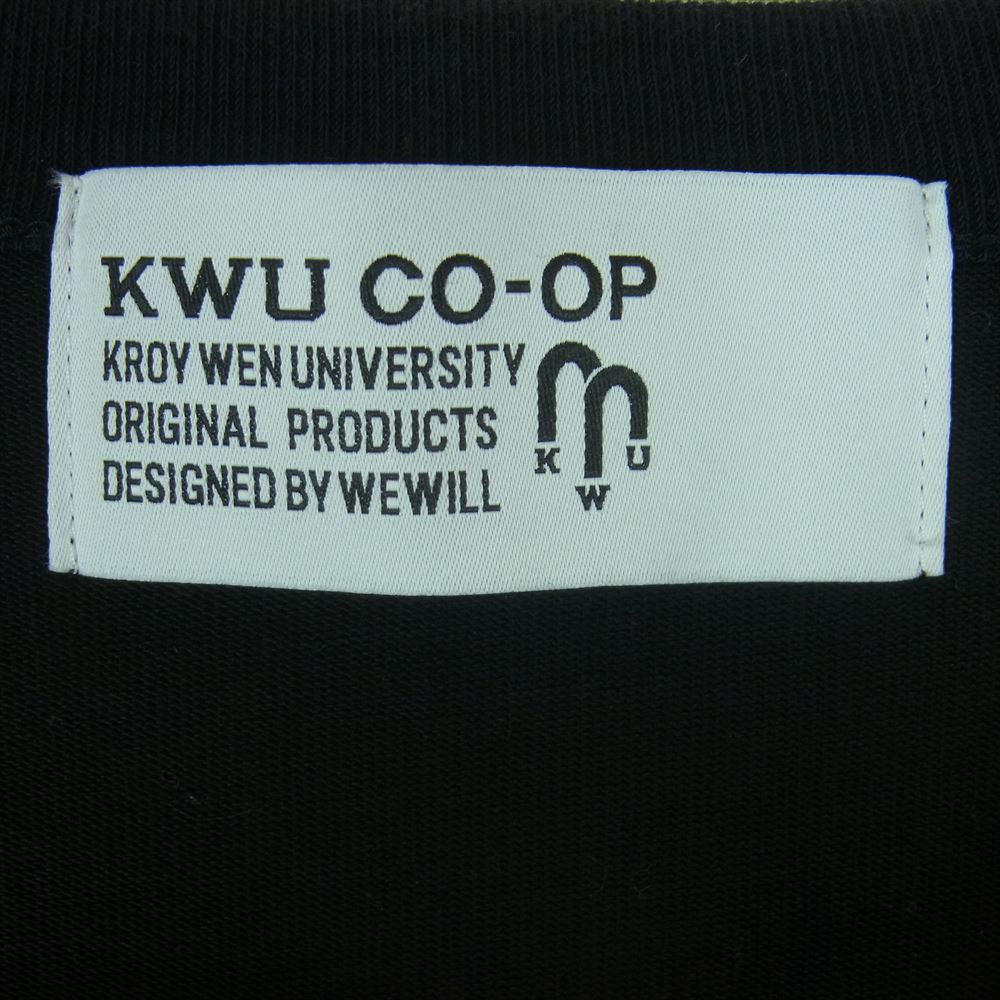 KWU CO-OP
KROY WEN UNIVERSITY
ORIGINAL PRODUCTS
DESIGNED BY WEWILL
K W U